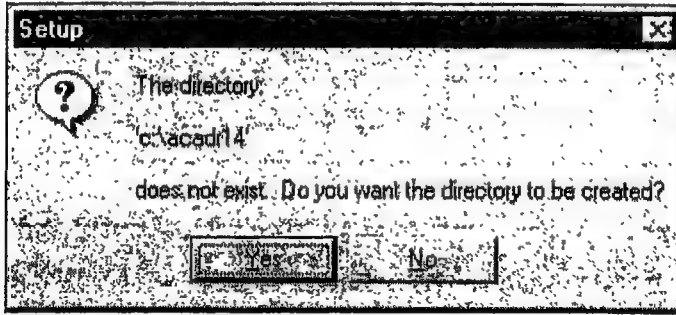 Setup
The directory
'c:\acadr14'
does not exist. Do you want the directory to be created?
Yes
No